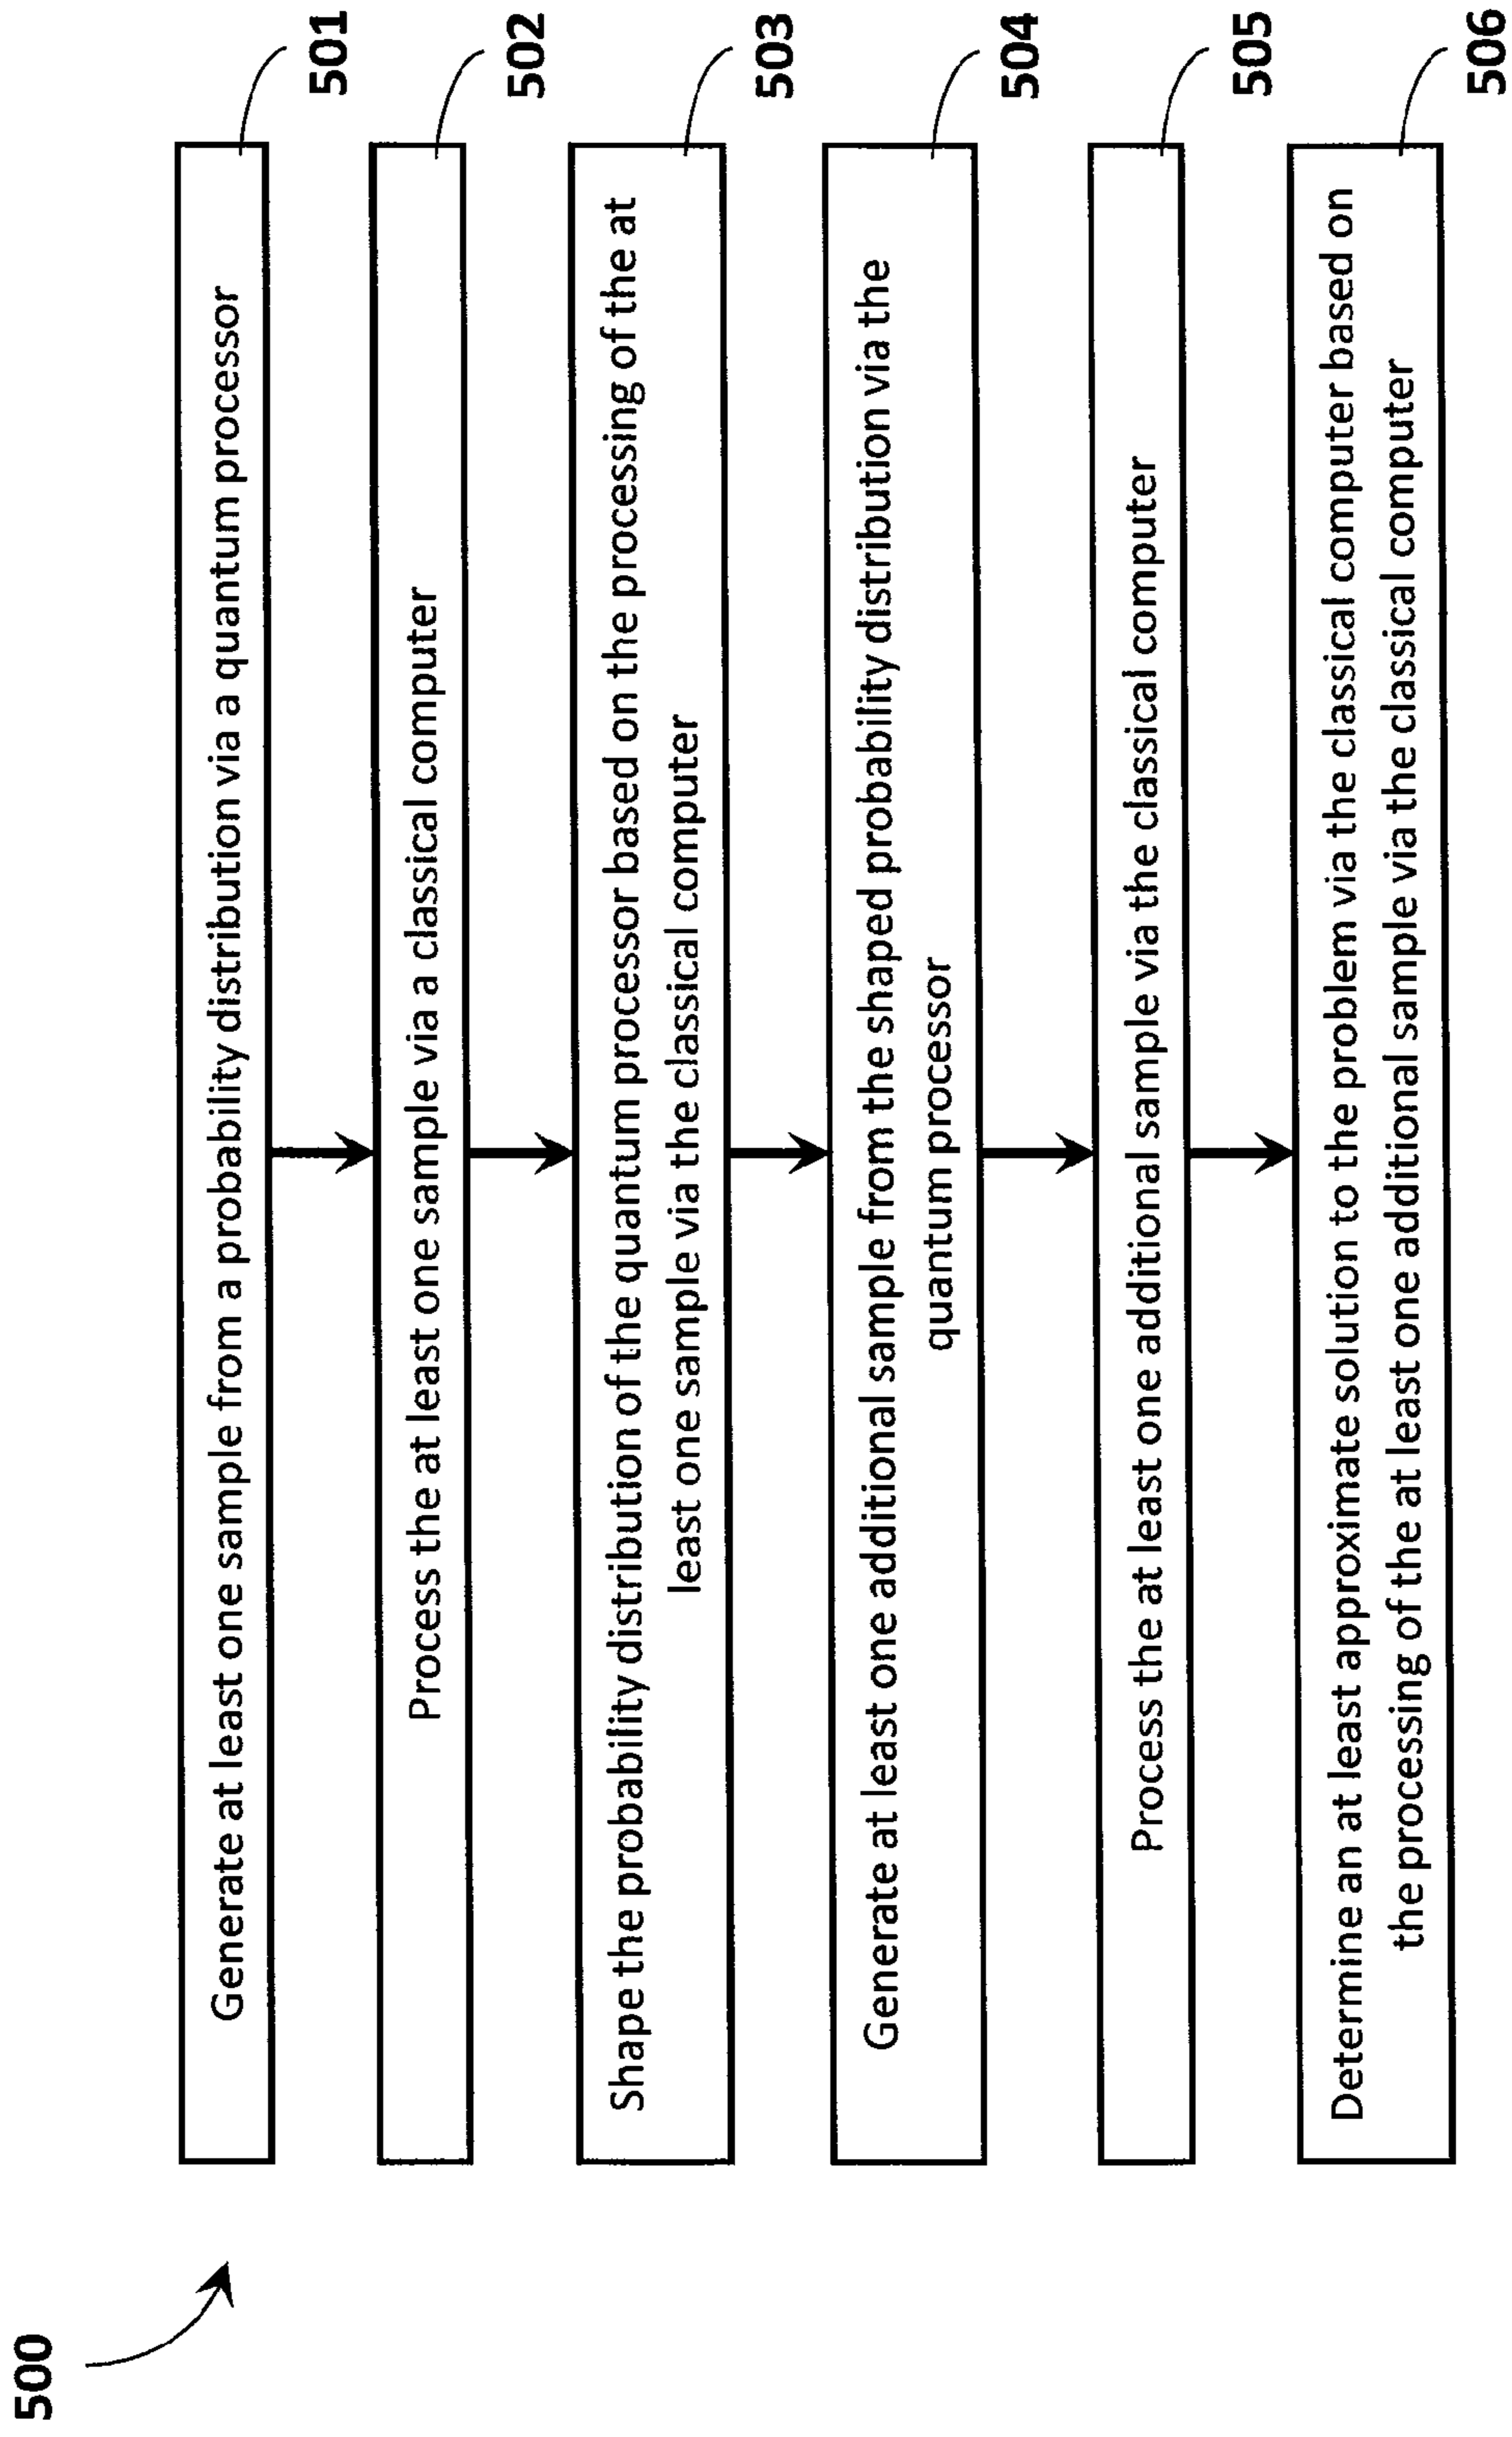 500
Generate at least one sample from a probability distribution via a quantum processor
501
Process the at least one sample via a classical computer
502
Shape the probability distribution of the quantum processor based on the processing of the at
least one sample via the classical computer
503
Generate at least one additional sample from the shaped probability distribution via the
quantum processor
504
Process the at least one additional sample via the classical computer
505
Determine an at least approximate solution to the problem via the classical computer based on
the processing of the at least one additional sample via the classical computer
506